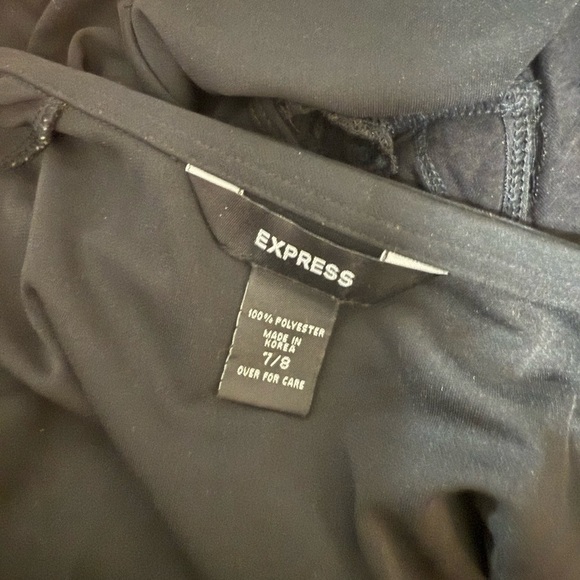 EXPRESS
100% POLYESTER
MADE IN
KOREA
7/8
OVER FOR CARE